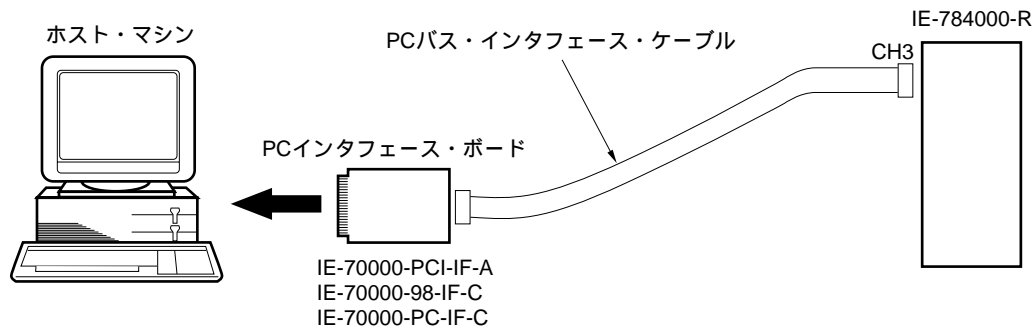 ホスト・マシン
PCバス・インタフェース・ケーブル
IE-784000-R
CH3
PCインタフェース・ボード
IE-70000-PCI-IF-A
IE-70000-98-IF-C
IE-70000-PC-IF-C